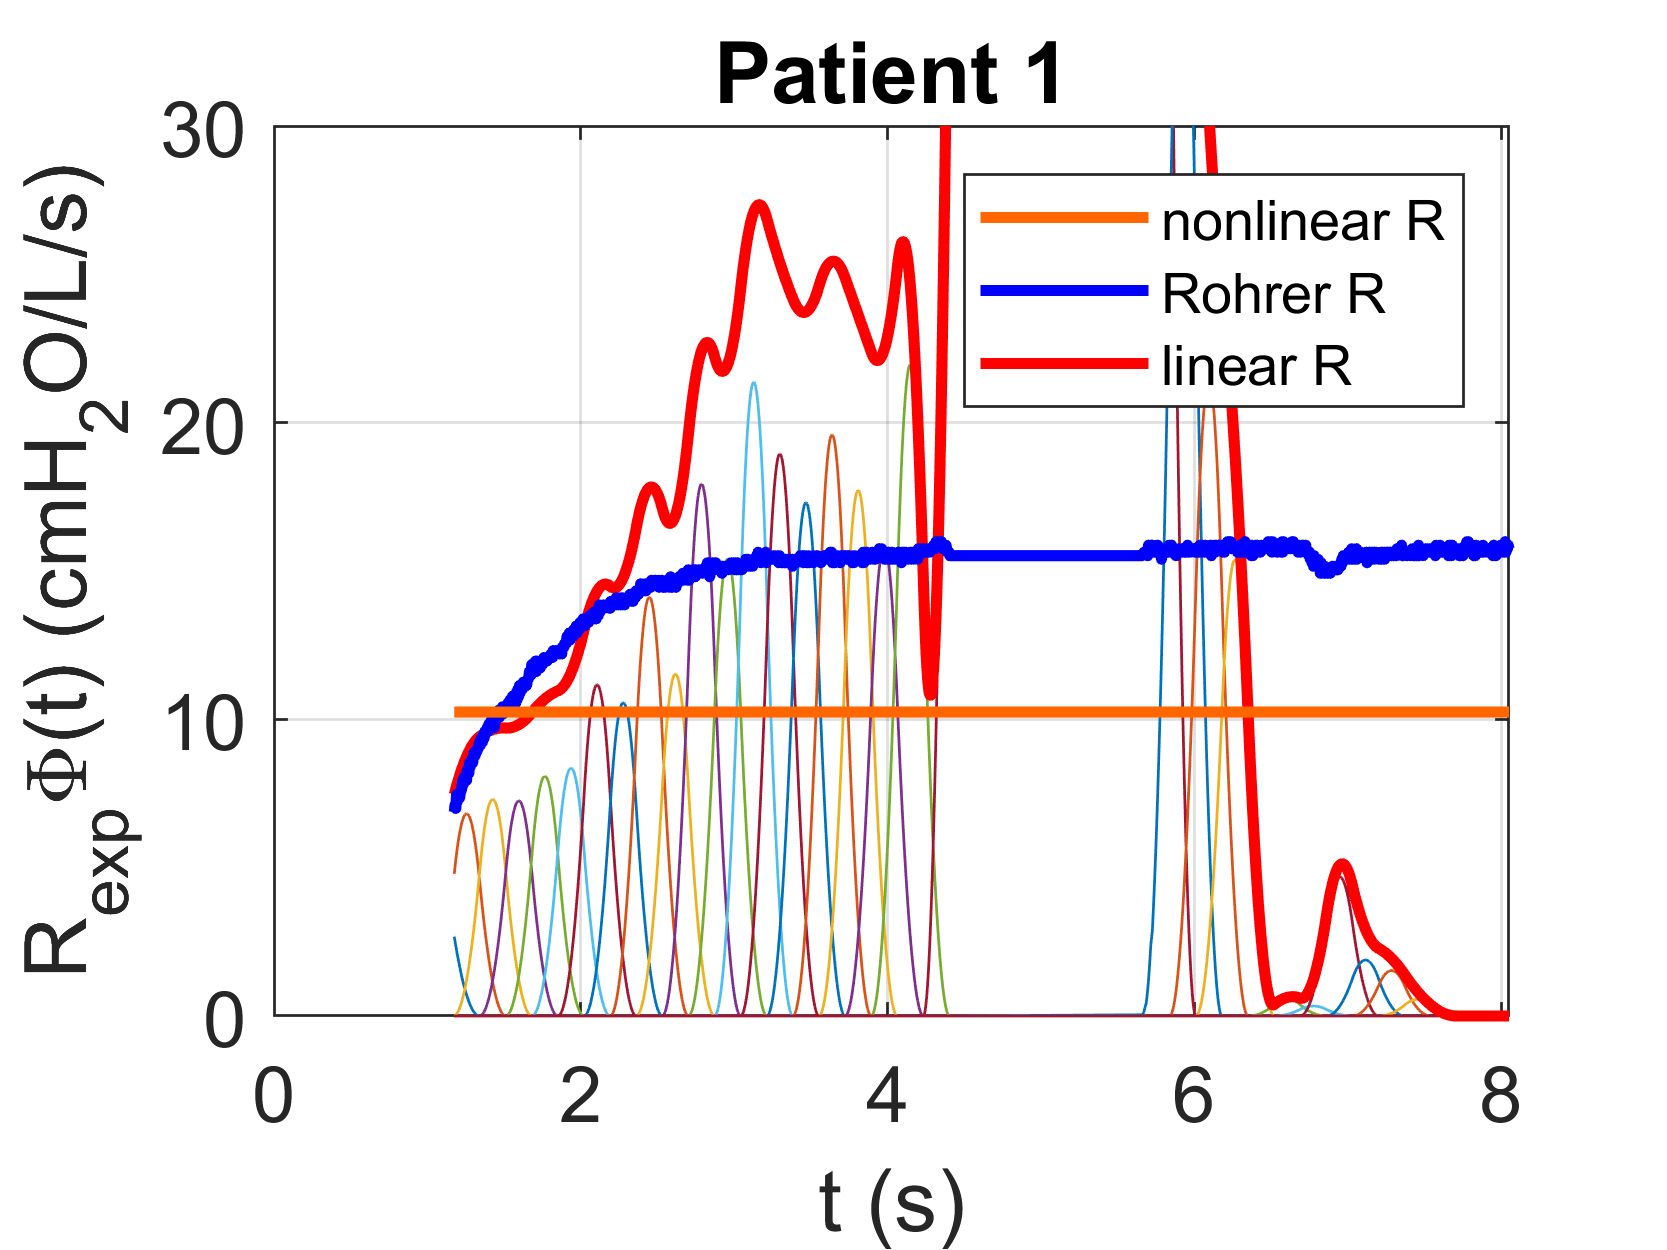 Patient 1
R_exp Φ(t) (cmH_2O/L/s)
30
20
10
0
nonlinear R
Rohrer R
linear R
0 2 4 6 8
t (s)